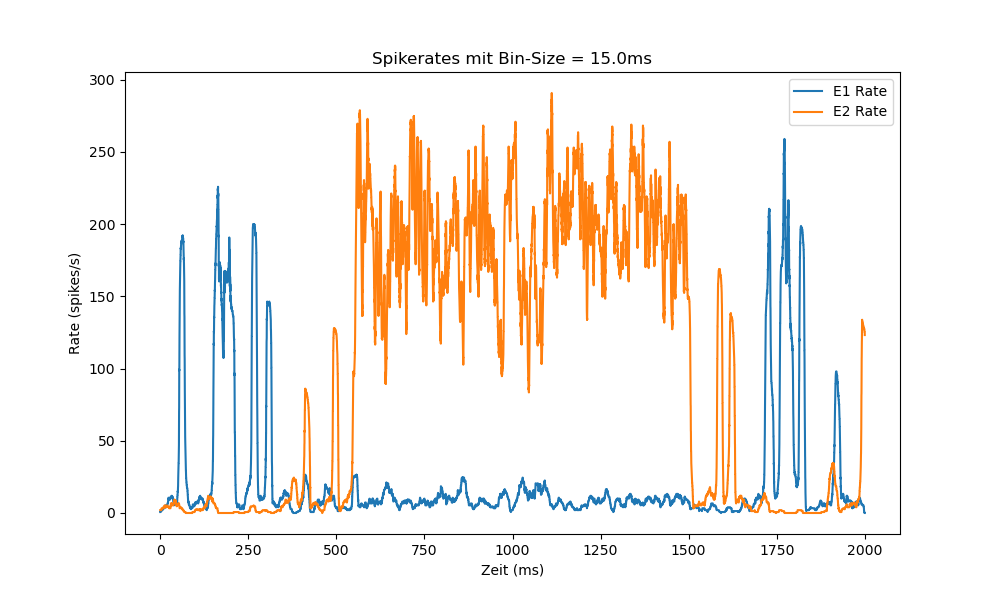 Spikerates mit Bin-Size = 15.0ms
E1 Rate
E2 Rate
Rate (spikes/s)
300
250
200
150
100
50
0
0 250 500 750 1000 1250 1500 1750 2000
Zeit (ms)